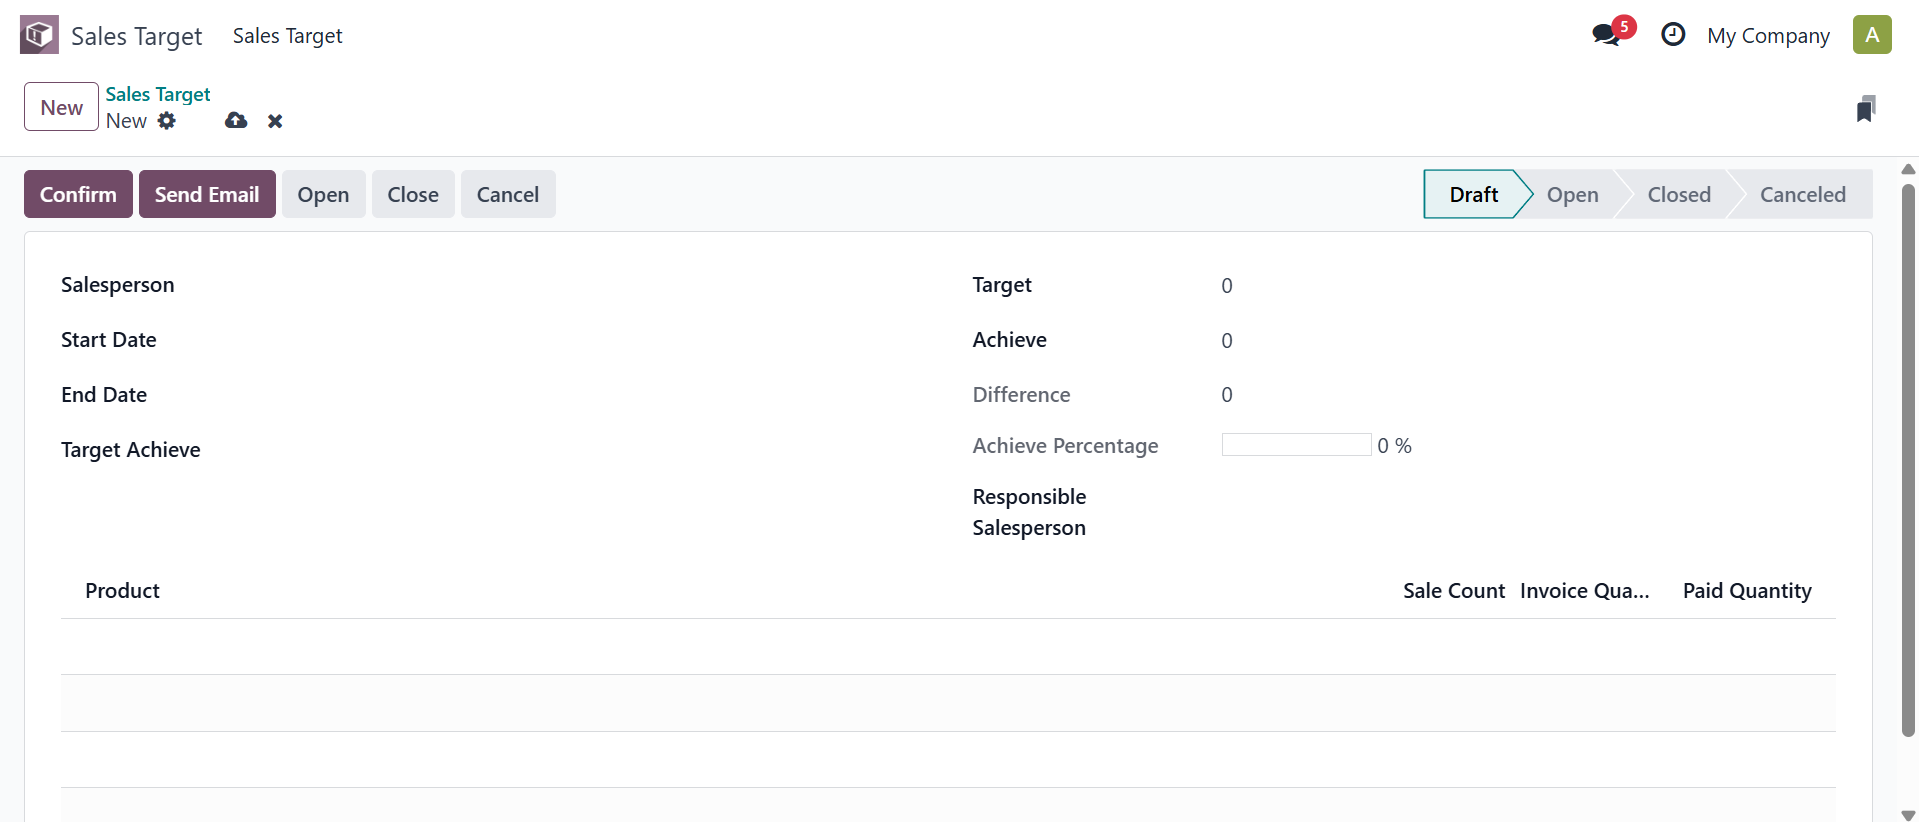 Sales Target Sales Target 5 My Company A
New Sales Target
New
Confirm Send Email Open Close Cancel Draft Open Closed Canceled
Salesperson Target 0
Start Date Achieve 0
End Date Difference 0
Target Achieve Achieve Percentage 0 %
Responsible
Salesperson
Product Sale Count Invoice Qua... Paid Quantity